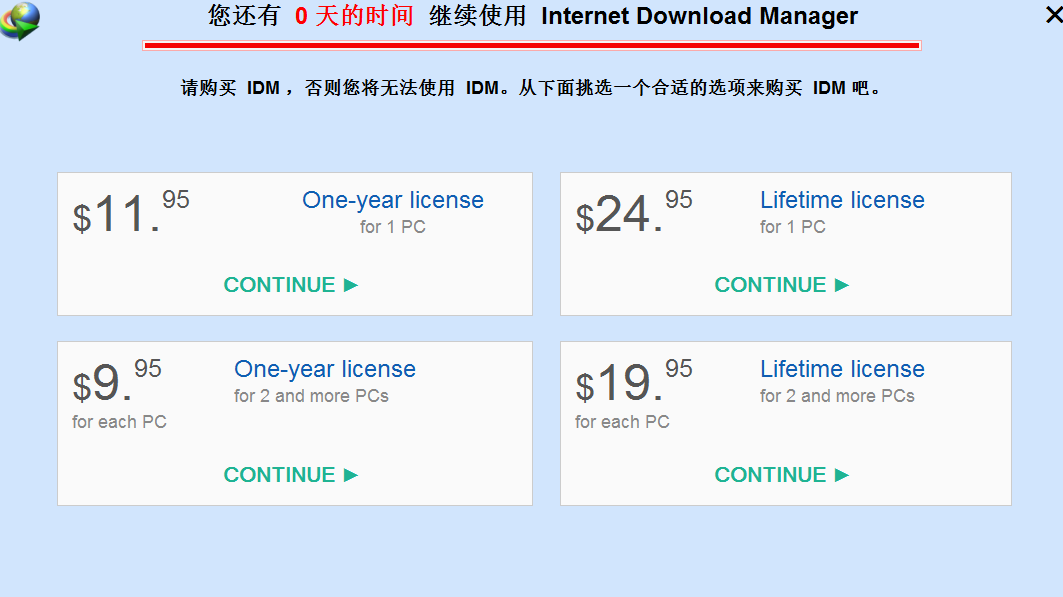 您还有 0 天的时间 继续使用 Internet Download Manager
请购买 IDM ，否则您将无法使用 IDM。从下面挑选一个合适的选项来购买 IDM 吧。
$11.95 One-year license
for 1 PC
CONTINUE ►
$24.95 Lifetime license
for 1 PC
CONTINUE ►
$9.95 One-year license
for 2 and more PCs
for each PC
CONTINUE ►
$19.95 Lifetime license
for 2 and more PCs
for each PC
CONTINUE ►